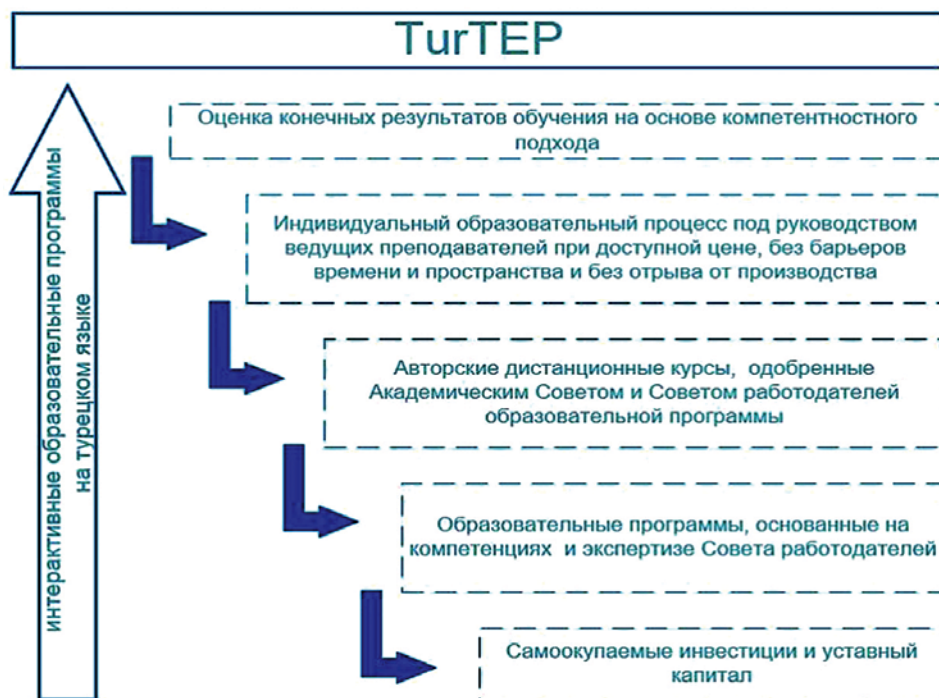 TurTEP
интерактивные образовательные программы
на турецком языке
Оценка конечных результатов обучения на основе компетентностного
подхода
Индивидуальный образовательный процесс под руководством
ведущих преподавателей при доступной цене, без барьеров
времени и пространства и без отрыва от производства
Авторские дистанционные курсы, одобренные
Академическим Советом и Советом работодателей
образовательной программы
Образовательные программы, основанные на
компетенциях и экспертизе Совета работодателей
Самоокупаемые инвестиции и уставный
капитал